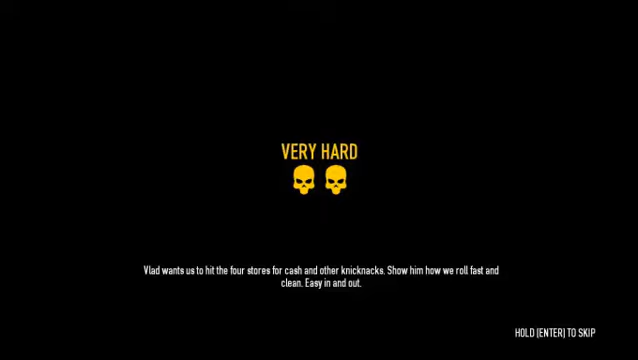 VERY HARD
Vlad wants us to hit the four stores for cash and other knicknacks. Show him how we roll fast and
clean. Easy in and out.
HOLD [ENTER] TO SKIP